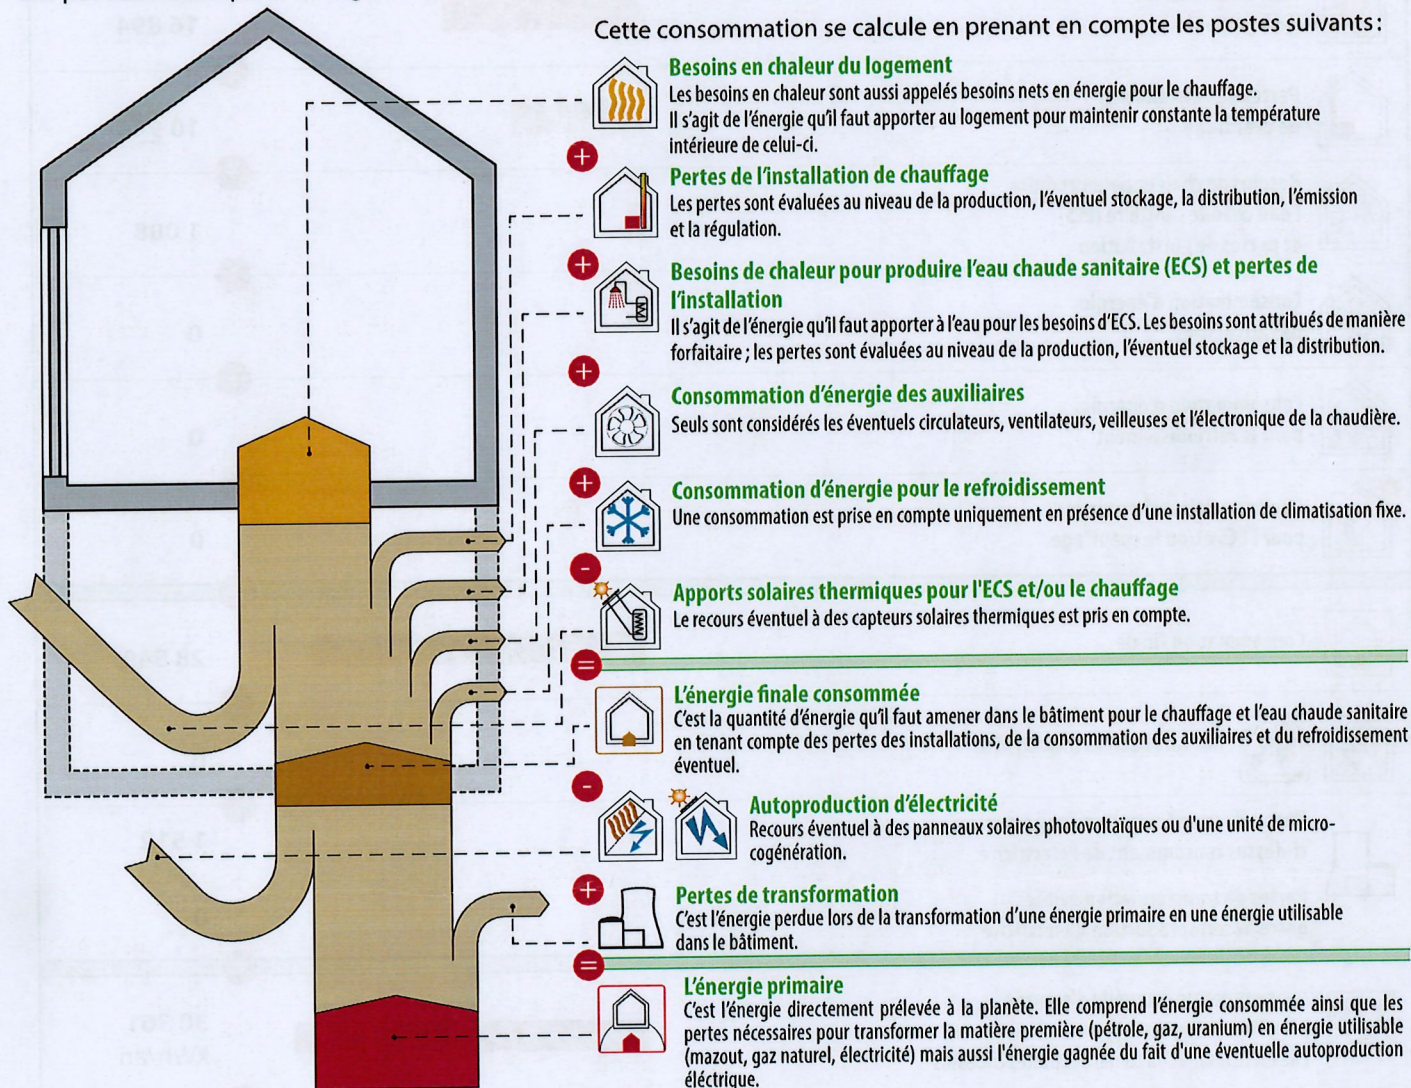 Cette consommation se calcule en prenant en compte les postes suivants :
Besoins en chaleur du logement
Les besoins en chaleur sont aussi appelés besoins nets en énergie pour le chauffage.
Il s'agit de l'énergie qu'il faut apporter au logement pour maintenir constante la température
intérieure de celui-ci.
+
Pertes de l'installation de chauffage
Les pertes sont évaluées au niveau de la production, l'éventuel stockage, la distribution, l'émission
et la régulation.
+
Besoins de chaleur pour produire l'eau chaude sanitaire (ECS) et pertes de
l'installation
Il s'agit de l'énergie qu'il faut apporter à l'eau pour les besoins d'ECS. Les besoins sont attribués de manière
forfaitaire ; les pertes sont évaluées au niveau de la production, l'éventuel stockage et la distribution.
+
Consommation d'énergie des auxiliaires
Seuls sont considérés les éventuels circulateurs, ventilateurs, veilleuses et l'électronique de la chaudière.
+
Consommation d'énergie pour le refroidissement
Une consommation est prise en compte uniquement en présence d'une installation de climatisation fixe.
-
Apports solaires thermiques pour l'ECS et/ou le chauffage
Le recours éventuel à des capteurs solaires thermiques est pris en compte.
=
L'énergie finale consommée
C'est la quantité d'énergie qu'il faut amener dans le bâtiment pour le chauffage et l'eau chaude sanitaire
en tenant compte des pertes des installations, de la consommation des auxiliaires et du refroidissement
éventuel.
-
Autoproduction d'électricité
Recours éventuel à des panneaux solaires photovoltaïques ou d'une unité de micro-
cogénération.
+
Pertes de transformation
C'est l'énergie perdue lors de la transformation d'une énergie primaire en une énergie utilisable
dans le bâtiment.
=
L'énergie primaire
C'est l'énergie directement prélevée à la planète. Elle comprend l'énergie consommée ainsi que les
pertes nécessaires pour transformer la matière première (pétrole, gaz, uranium) en énergie utilisable
(mazout, gaz naturel, électricité) mais aussi l'énergie gagnée du fait d'une éventuelle autoproduction
éléctrique.